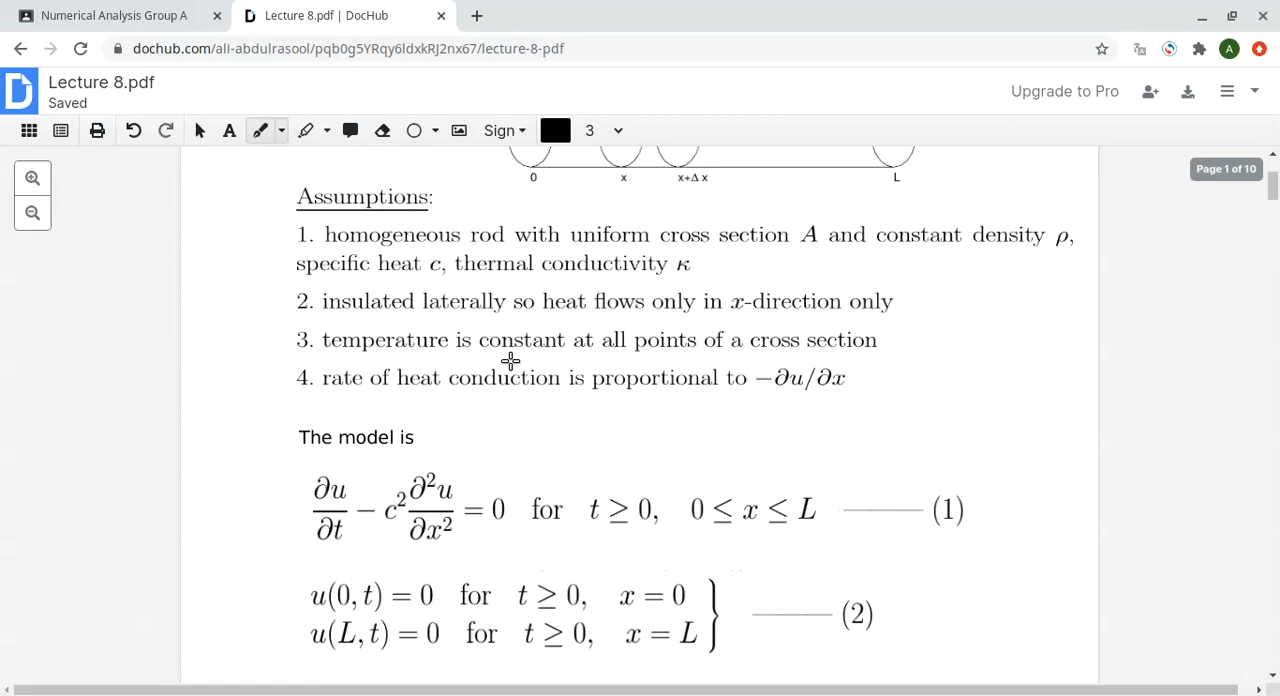 Numerical Analysis Group A
Lecture 8.pdf | DocHub
dochub.com/ali-abdulrasool/pqb0g5YRqy6ldxkRJ2nx67/lecture-8-pdf
A
Lecture 8.pdf
Saved
Upgrade to Pro
A
Sign
3
Page 1 of 10
0 x x+Δ x L
Assumptions:
1. homogeneous rod with uniform cross section A and constant density ρ,
specific heat c, thermal conductivity κ
2. insulated laterally so heat flows only in x-direction only
3. temperature is constant at all points of a cross section
4. rate of heat conduction is proportional to −∂u/∂x
The model is
∂u/∂t − c² ∂²u/∂x² = 0 for t ≥ 0, 0 ≤ x ≤ L ——— (1)
u(0, t) = 0 for t ≥ 0, x = 0
u(L, t) = 0 for t ≥ 0, x = L } ——— (2)